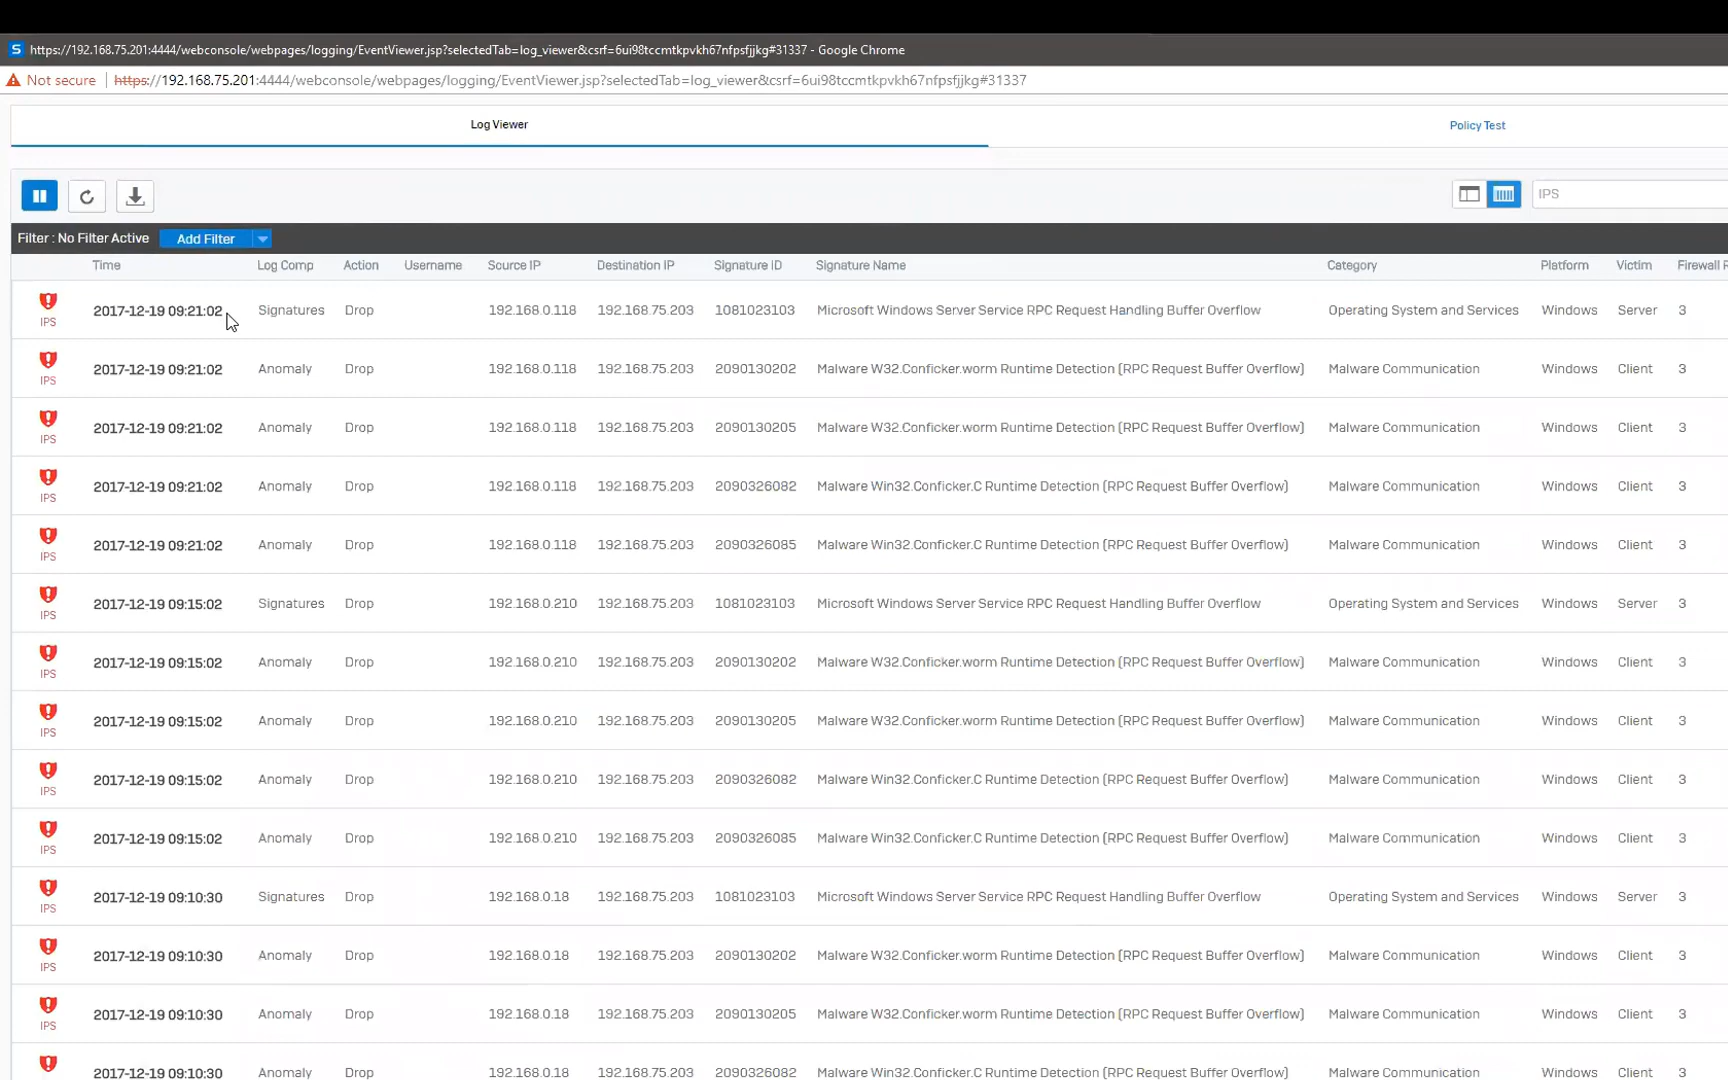 S https://192.168.75.201:4444/webconsole/webpages/logging/EventViewer.jsp?selectedTab=log_viewer&csrf=6ui98tccmtkpvkh67nfpsfjjkg#31337 - Google Chrome
Not secure https://192.168.75.201:4444/webconsole/webpages/logging/EventViewer.jsp?selectedTab=log_viewer&csrf=6ui98tccmtkpvkh67nfpsfjjkg#31337
Log Viewer Policy Test
IPS
Filter : No Filter Active Add Filter
Time Log Comp Action Username Source IP Destination IP Signature ID Signature Name Category Platform Victim Firewall R
IPS 2017-12-19 09:21:02 Signatures Drop 192.168.0.118 192.168.75.203 1081023103 Microsoft Windows Server Service RPC Request Handling Buffer Overflow Operating System and Services Windows Server 3
IPS 2017-12-19 09:21:02 Anomaly Drop 192.168.0.118 192.168.75.203 2090130202 Malware W32.Conficker.worm Runtime Detection (RPC Request Buffer Overflow) Malware Communication Windows Client 3
IPS 2017-12-19 09:21:02 Anomaly Drop 192.168.0.118 192.168.75.203 2090130205 Malware W32.Conficker.worm Runtime Detection (RPC Request Buffer Overflow) Malware Communication Windows Client 3
IPS 2017-12-19 09:21:02 Anomaly Drop 192.168.0.118 192.168.75.203 2090326082 Malware Win32.Conficker.C Runtime Detection (RPC Request Buffer Overflow) Malware Communication Windows Client 3
IPS 2017-12-19 09:21:02 Anomaly Drop 192.168.0.118 192.168.75.203 2090326085 Malware Win32.Conficker.C Runtime Detection (RPC Request Buffer Overflow) Malware Communication Windows Client 3
IPS 2017-12-19 09:15:02 Signatures Drop 192.168.0.210 192.168.75.203 1081023103 Microsoft Windows Server Service RPC Request Handling Buffer Overflow Operating System and Services Windows Server 3
IPS 2017-12-19 09:15:02 Anomaly Drop 192.168.0.210 192.168.75.203 2090130202 Malware W32.Conficker.worm Runtime Detection (RPC Request Buffer Overflow) Malware Communication Windows Client 3
IPS 2017-12-19 09:15:02 Anomaly Drop 192.168.0.210 192.168.75.203 2090130205 Malware W32.Conficker.worm Runtime Detection (RPC Request Buffer Overflow) Malware Communication Windows Client 3
IPS 2017-12-19 09:15:02 Anomaly Drop 192.168.0.210 192.168.75.203 2090326082 Malware Win32.Conficker.C Runtime Detection (RPC Request Buffer Overflow) Malware Communication Windows Client 3
IPS 2017-12-19 09:15:02 Anomaly Drop 192.168.0.210 192.168.75.203 2090326085 Malware Win32.Conficker.C Runtime Detection (RPC Request Buffer Overflow) Malware Communication Windows Client 3
IPS 2017-12-19 09:10:30 Signatures Drop 192.168.0.18 192.168.75.203 1081023103 Microsoft Windows Server Service RPC Request Handling Buffer Overflow Operating System and Services Windows Server 3
IPS 2017-12-19 09:10:30 Anomaly Drop 192.168.0.18 192.168.75.203 2090130202 Malware W32.Conficker.worm Runtime Detection (RPC Request Buffer Overflow) Malware Communication Windows Client 3
IPS 2017-12-19 09:10:30 Anomaly Drop 192.168.0.18 192.168.75.203 2090130205 Malware W32.Conficker.worm Runtime Detection (RPC Request Buffer Overflow) Malware Communication Windows Client 3
2017-12-19 09:10:30 Anomaly Drop 192.168.0.18 192.168.75.203 2090326082 Malware Win32.Conficker.C Runtime Detection (RPC Request Buffer Overflow) Malware Communication Windows Client 3